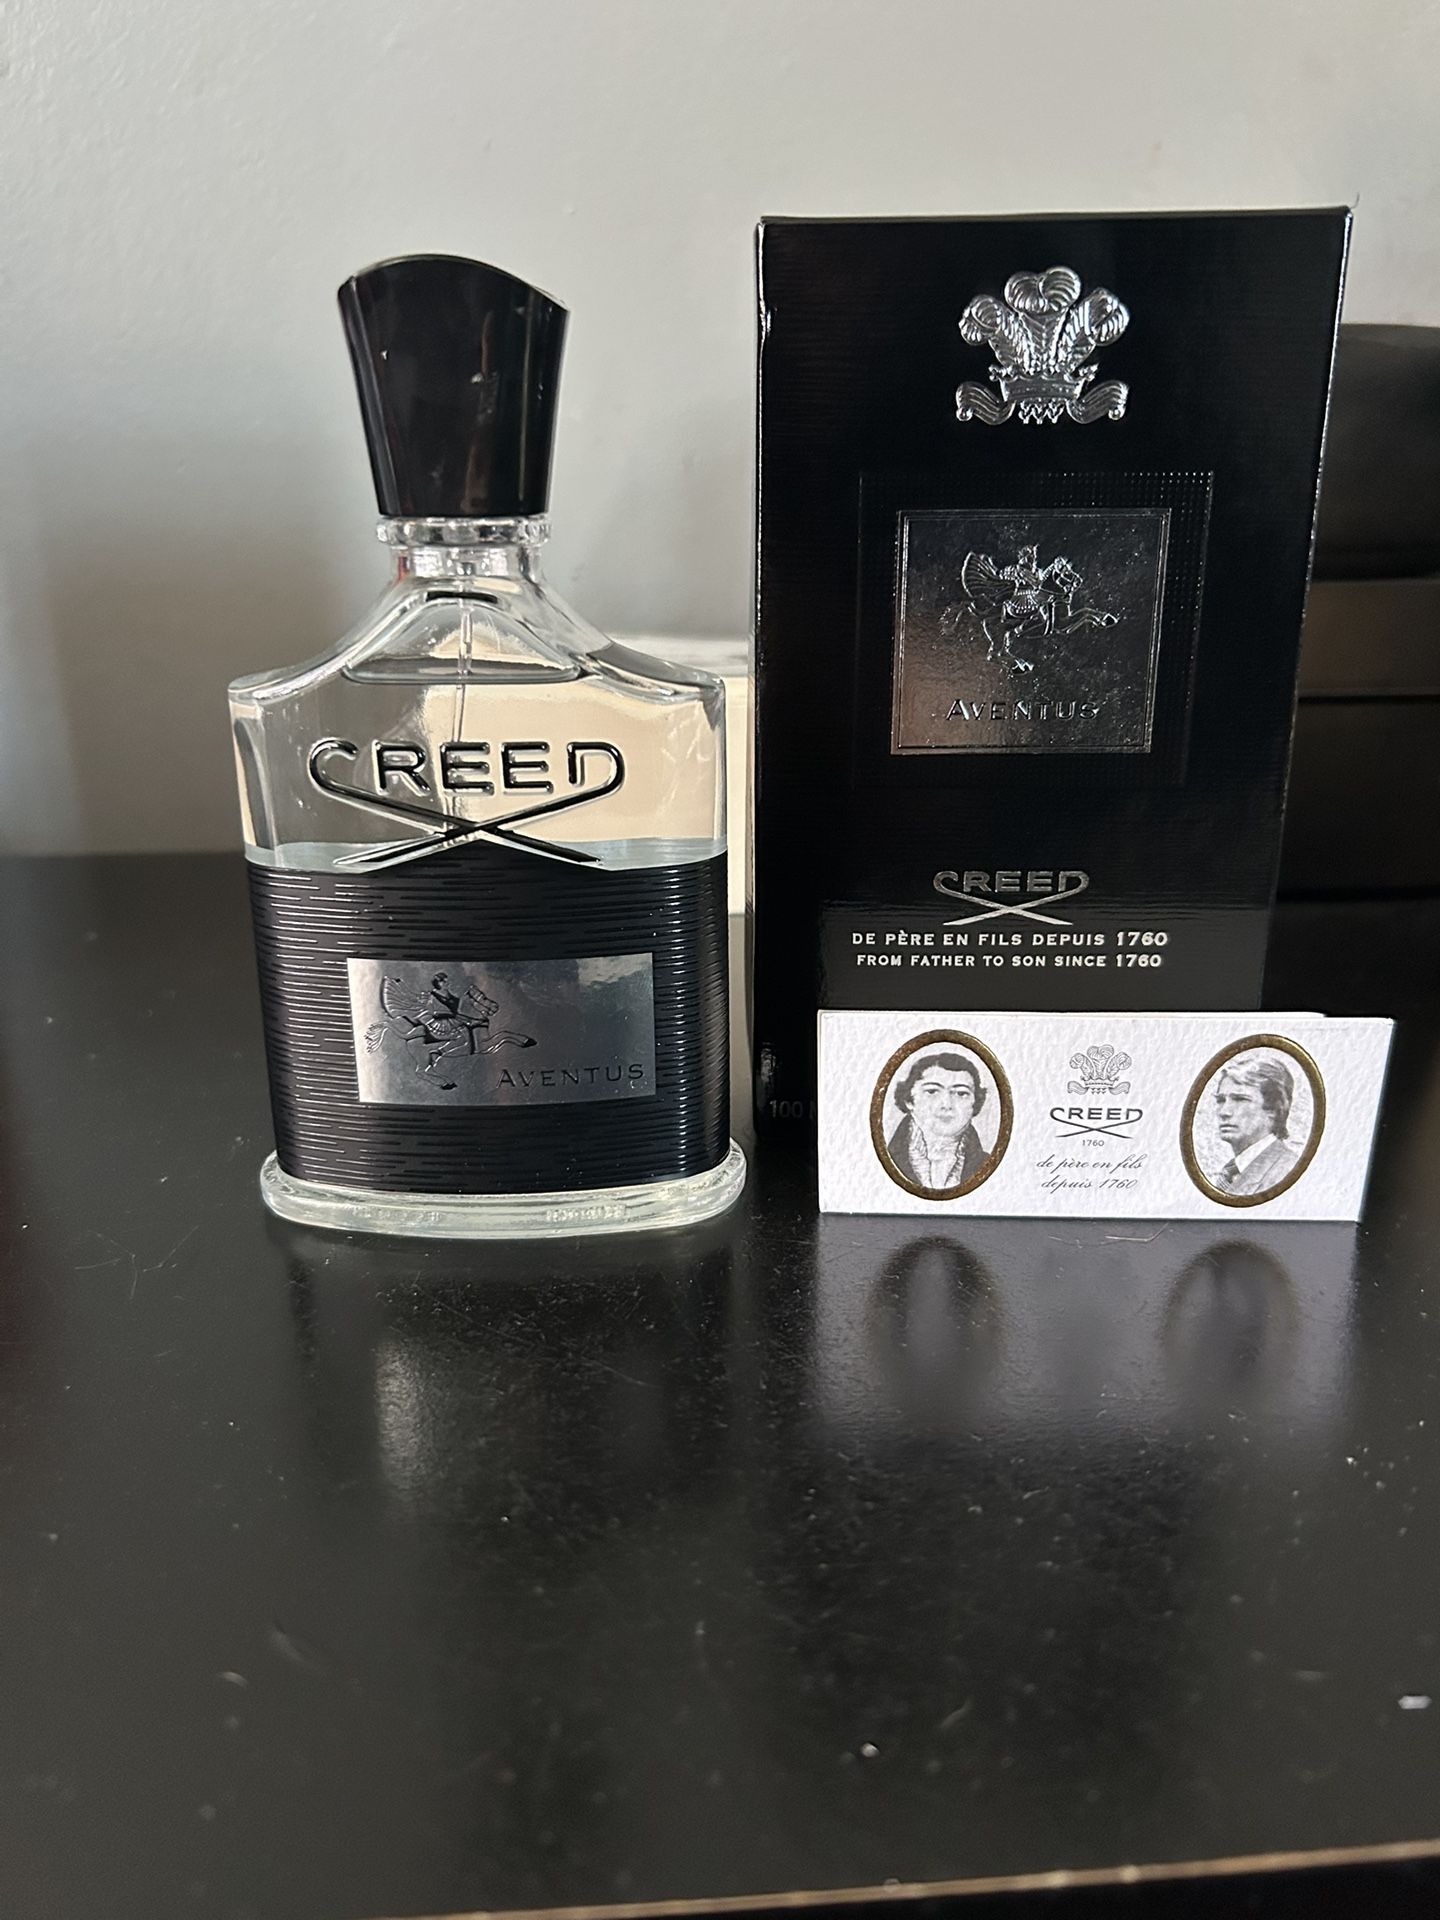 CREED
AVENTUS
AVENTUS
CREED
DE PÈRE EN FILS DEPUIS 1760
FROM FATHER TO SON SINCE 1760
100 M
CREED
1760
de père en fils
depuis 1760